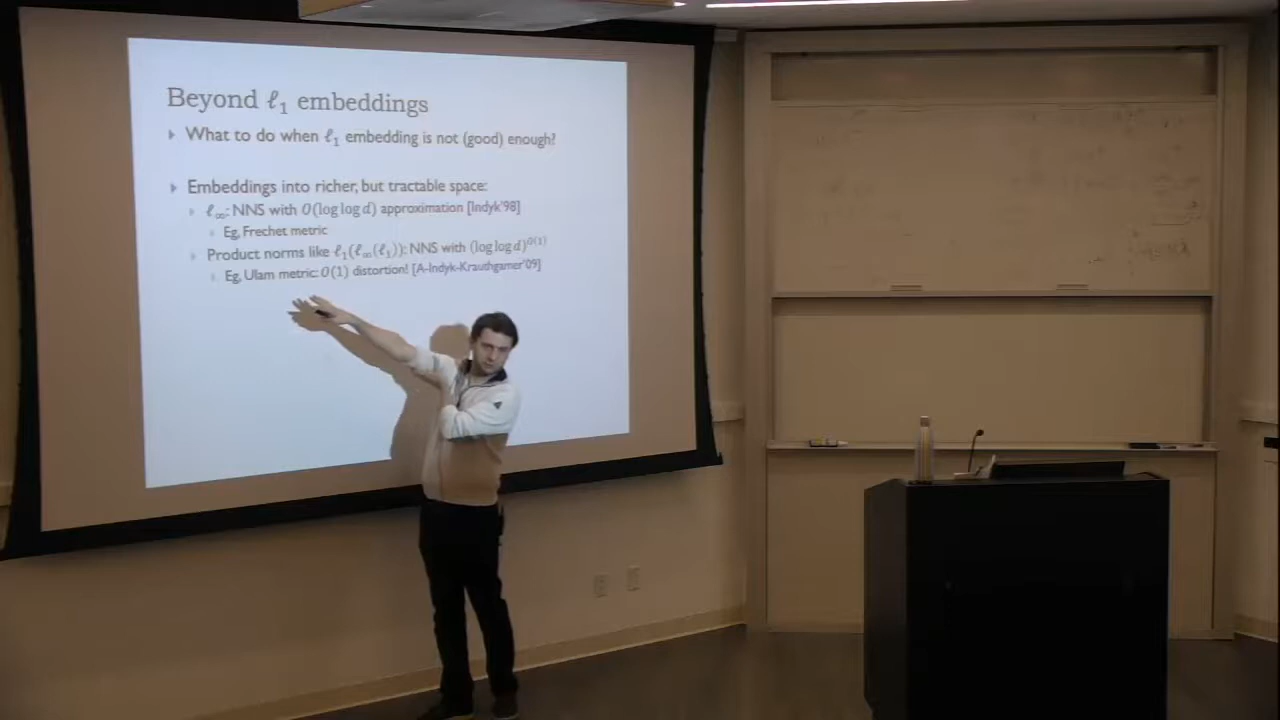 Beyond ℓ₁ embeddings
What to do when ℓ₁ embedding is not (good) enough?
Embeddings into richer, but tractable space:
ℓ∞: NNS with O(log log d) approximation [Indyk'98]
Eg, Frechet metric
Product norms like ℓ₁(ℓ∞(ℓ₁)): NNS with (log log d)^O(1)
Eg, Ulam metric: O(1) distortion! [A-Indyk-Krauthgamer'09]